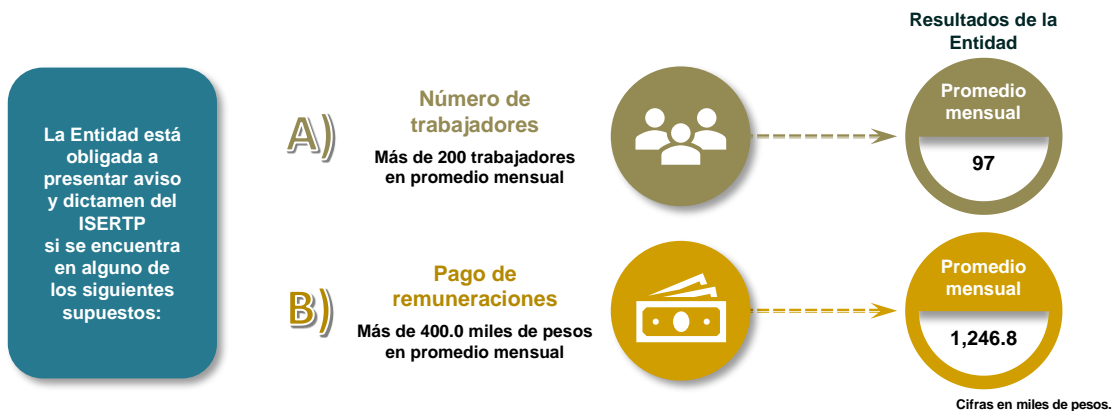 La Entidad está
obligada a
presentar aviso
y dictamen del
ISERTP
si se encuentra
en alguno de
los siguientes
supuestos:
A)
Número de
trabajadores
Más de 200 trabajadores
en promedio mensual
Resultados de la
Entidad
Promedio
mensual
97
B)
Pago de
remuneraciones
Más de 400.0 miles de pesos
en promedio mensual
Promedio
mensual
1,246.8
Cifras en miles de pesos.